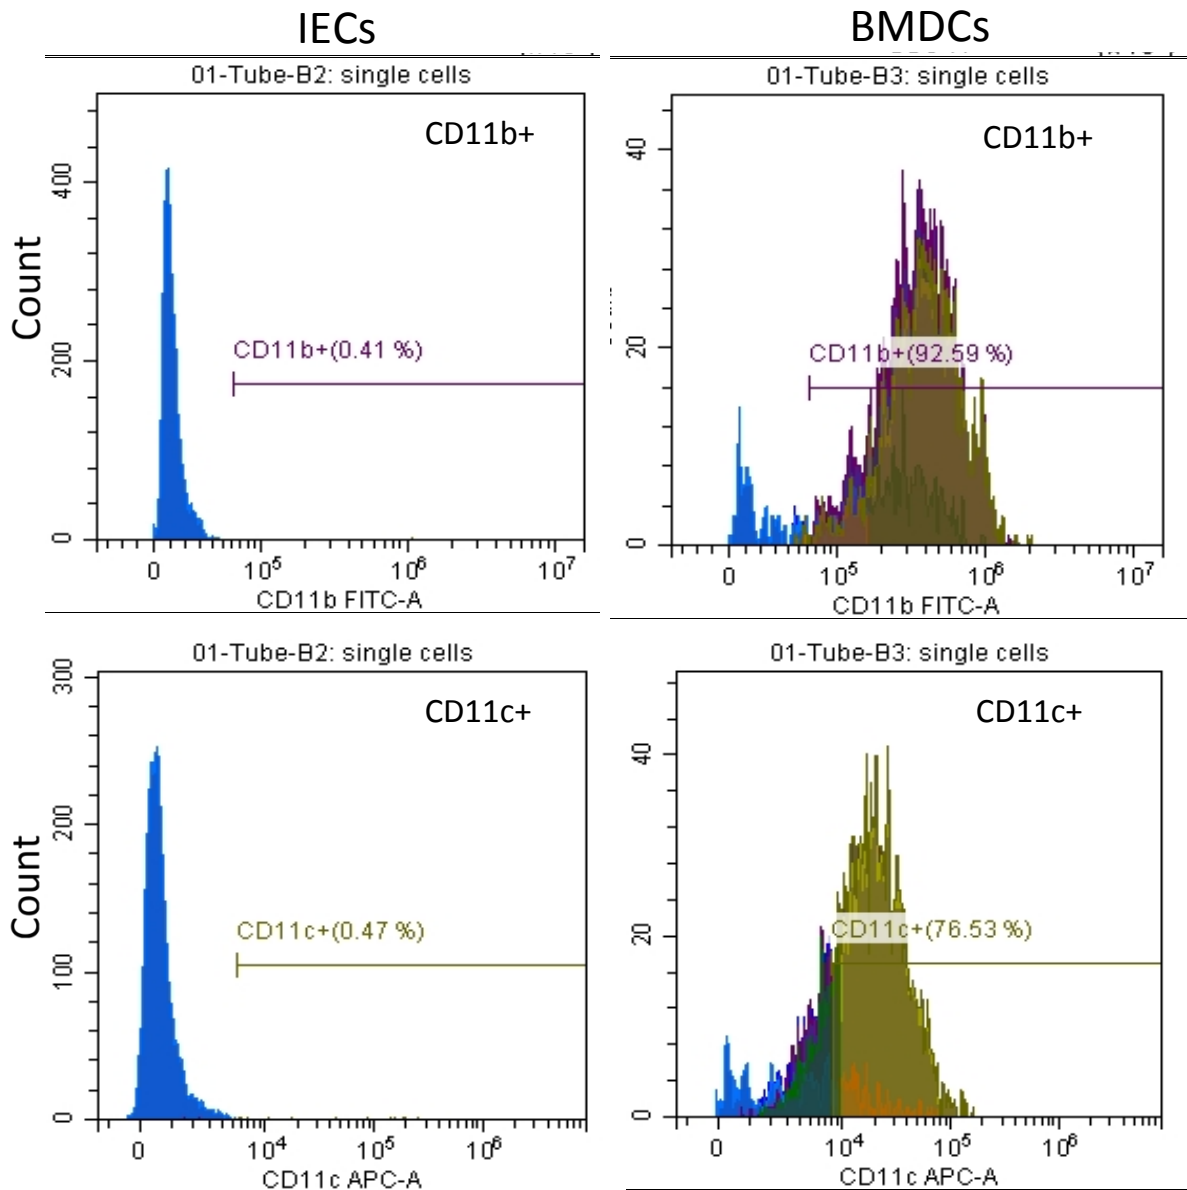 IECs
BMDCs
01-Tube-B2: single cells
CD11b+
Count
400
200
0
CD11b+(0.41 %)
0 10^5 10^6 10^7
CD11b FITC-A
01-Tube-B3: single cells
CD11b+
40
20
0
CD11b+(92.59 %)
0 10^5 10^6 10^7
CD11b FITC-A
01-Tube-B2: single cells
CD11c+
Count
300
200
100
0
CD11c+(0.47 %)
0 10^4 10^5 10^6
CD11c APC-A
01-Tube-B3: single cells
CD11c+
40
20
0
CD11c+(76.53 %)
0 10^4 10^5 10^6
CD11c APC-A